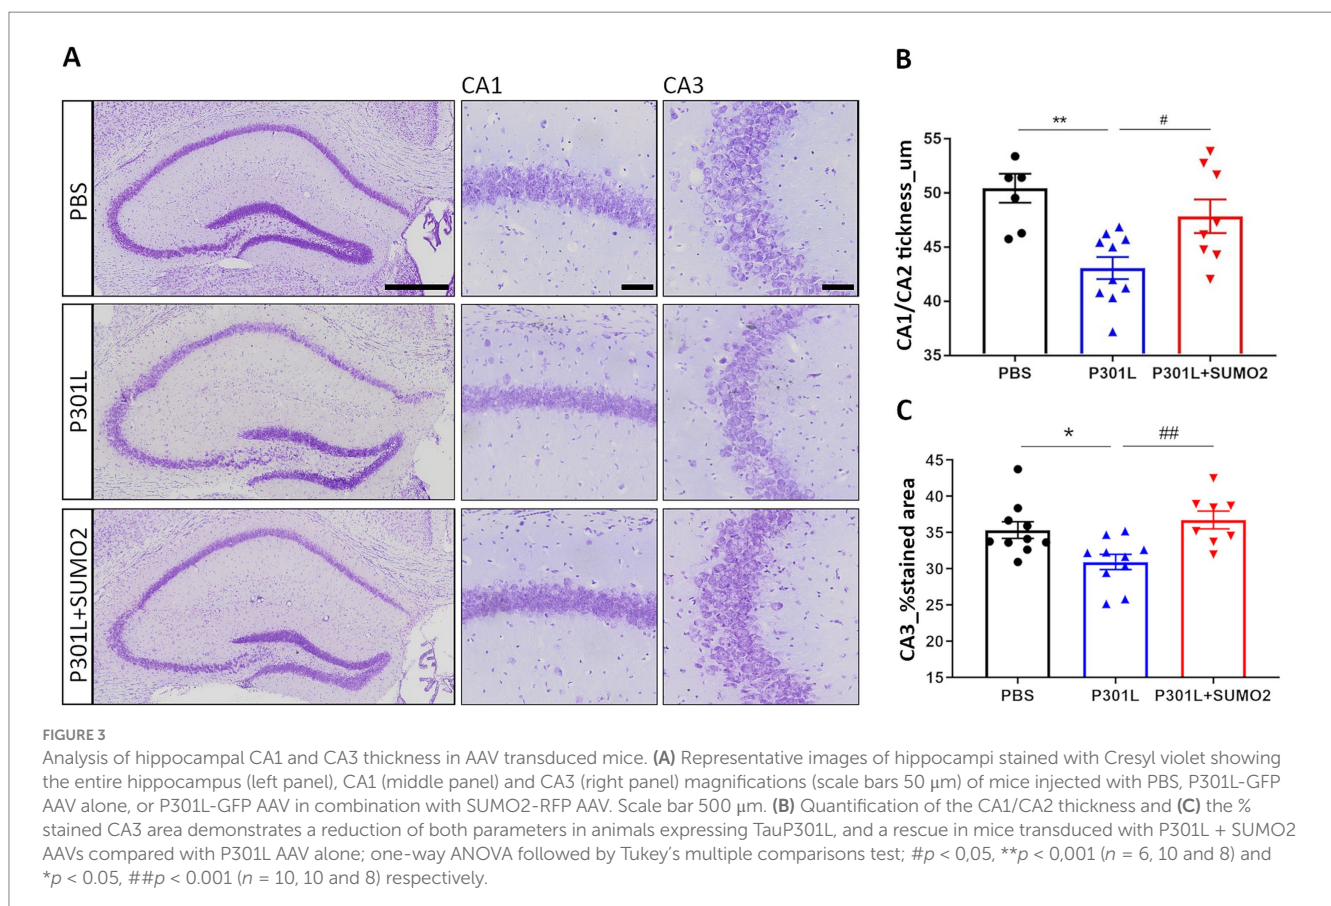 A
CA1
CA3
PBS
P301L
P301L+SUMO2
B
**
#
CA1/CA2 tickness_um
55
50
45
40
35
PBS
P301L
P301L+SUMO2
C
*
##
CA3_%stained area
45
40
35
30
25
20
15
PBS
P301L
P301L+SUMO2
FIGURE 3
Analysis of hippocampal CA1 and CA3 thickness in AAV transduced mice. (A) Representative images of hippocampi stained with Cresyl violet showing
the entire hippocampus (left panel), CA1 (middle panel) and CA3 (right panel) magnifications (scale bars 50 μm) of mice injected with PBS, P301L-GFP
AAV alone, or P301L-GFP AAV in combination with SUMO2-RFP AAV. Scale bar 500 μm. (B) Quantification of the CA1/CA2 thickness and (C) the %
stained CA3 area demonstrates a reduction of both parameters in animals expressing TauP301L, and a rescue in mice transduced with P301L + SUMO2
AAVs compared with P301L AAV alone; one-way ANOVA followed by Tukey's multiple comparisons test; #p < 0,05, **p < 0,001 (n = 6, 10 and 8) and
*p < 0.05, ##p < 0.001 (n = 10, 10 and 8) respectively.